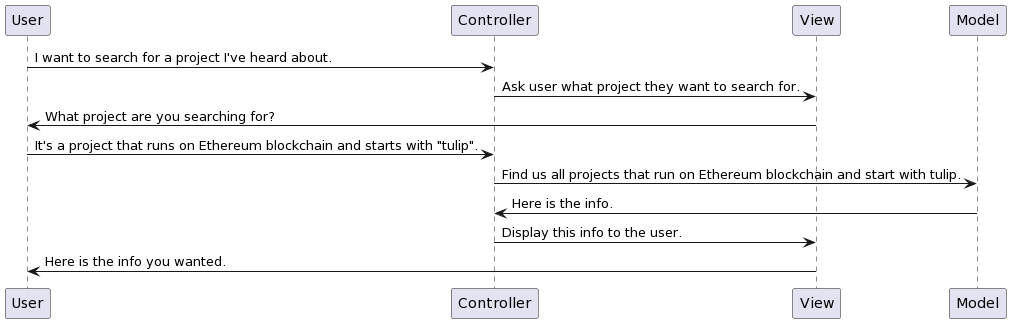 User Controller View Model
I want to search for a project I've heard about.
Ask user what project they want to search for.
What project are you searching for?
It's a project that runs on Ethereum blockchain and starts with "tulip".
Find us all projects that run on Ethereum blockchain and start with tulip.
Here is the info.
Display this info to the user.
Here is the info you wanted.
User Controller View Model